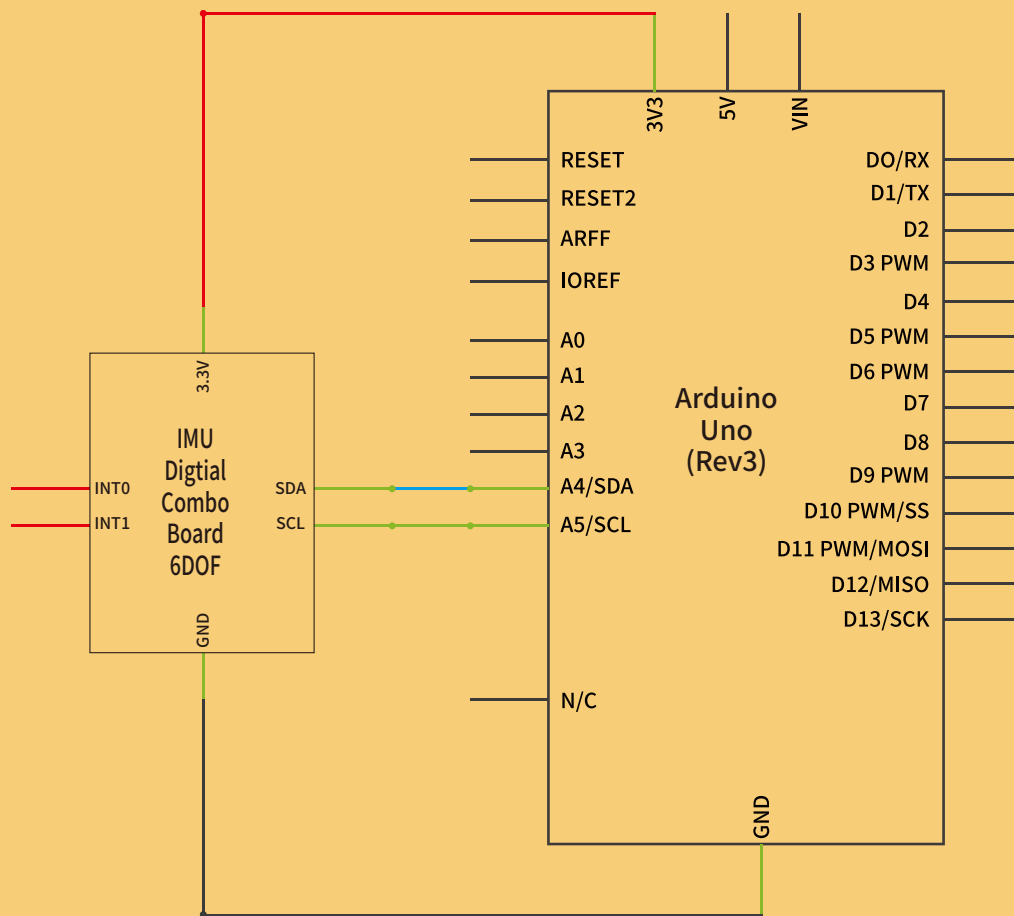 3V3
5V
VIN
RESET
RESET2
ARFF
IOREF
A0
A1
A2
A3
A4/SDA
A5/SCL
N/C
Arduino
Uno
(Rev3)
DO/RX
D1/TX
D2
D3 PWM
D4
D5 PWM
D6 PWM
D7
D8
D9 PWM
D10 PWM/SS
D11 PWM/MOSI
D12/MISO
D13/SCK
GND
3.3V
IMU
Digtial
Combo
Board
6DOF
INT0
INT1
SDA
SCL
GND